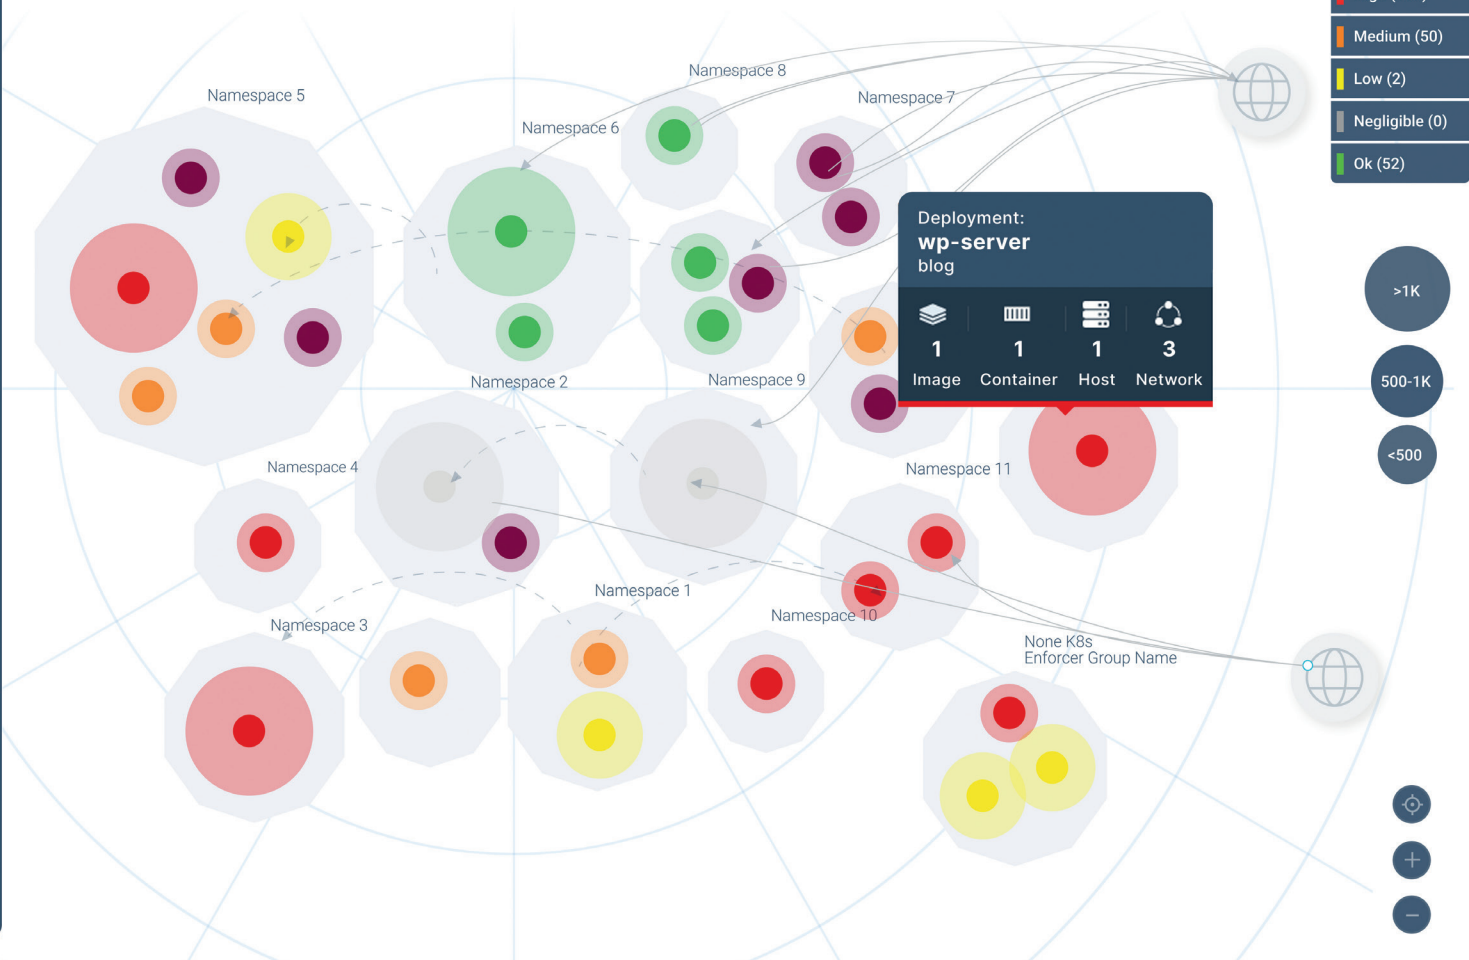 Medium (50)
Low (2)
Negligible (0)
Ok (52)
Namespace 8
Namespace 5
Namespace 7
Namespace 6
Deployment:
wp-server
blog
1 1 1 3
Image Container Host Network
>1K
500-1K
<500
Namespace 2
Namespace 9
Namespace 4
Namespace 11
Namespace 1
Namespace 10
Namespace 3
None K8s
Enforcer Group Name